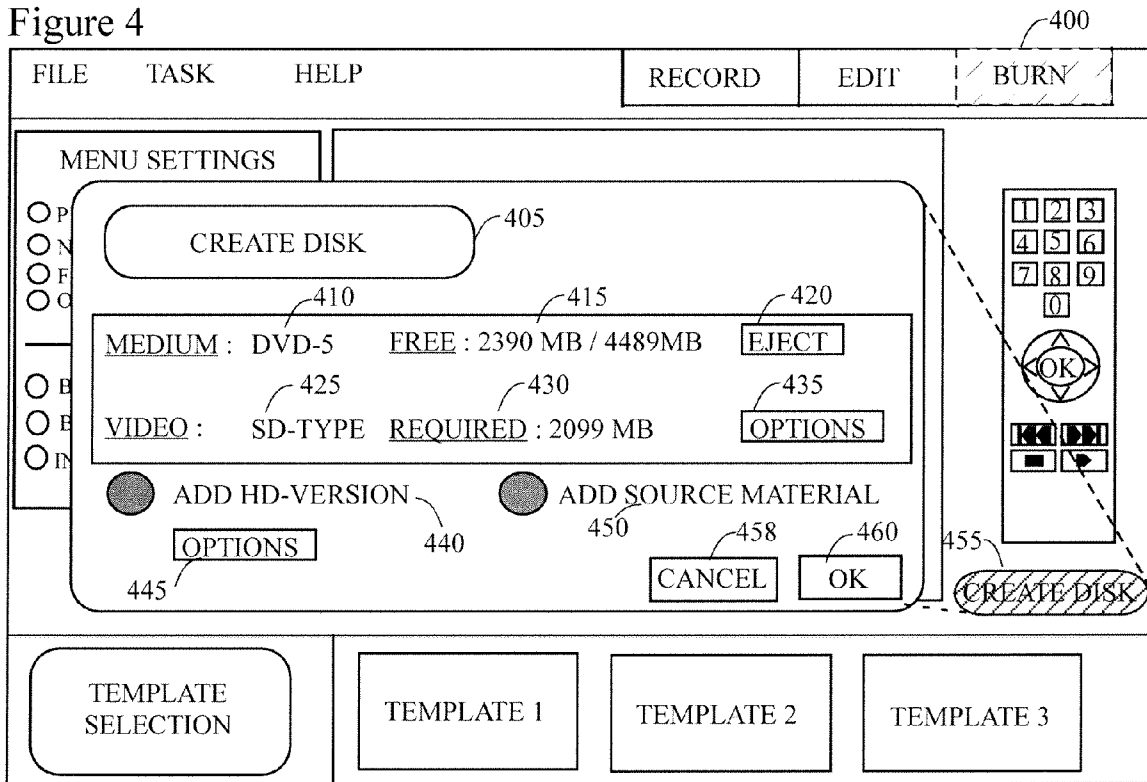 Figure 4
400
FILE TASK HELP RECORD EDIT BURN
MENU SETTINGS
P
N
F
O
B
B
IN
CREATE DISK 405
410 415 420
MEDIUM : DVD-5 FREE : 2390 MB / 4489MB EJECT
425 430 435
VIDEO : SD-TYPE REQUIRED : 2099 MB OPTIONS
ADD HD-VERSION 440 ADD SOURCE MATERIAL 450
OPTIONS 445
458 460
CANCEL OK
1 2 3
4 5 6
7 8 9
0
OK
455
CREATE DISK
TEMPLATE
SELECTION
TEMPLATE 1 TEMPLATE 2 TEMPLATE 3